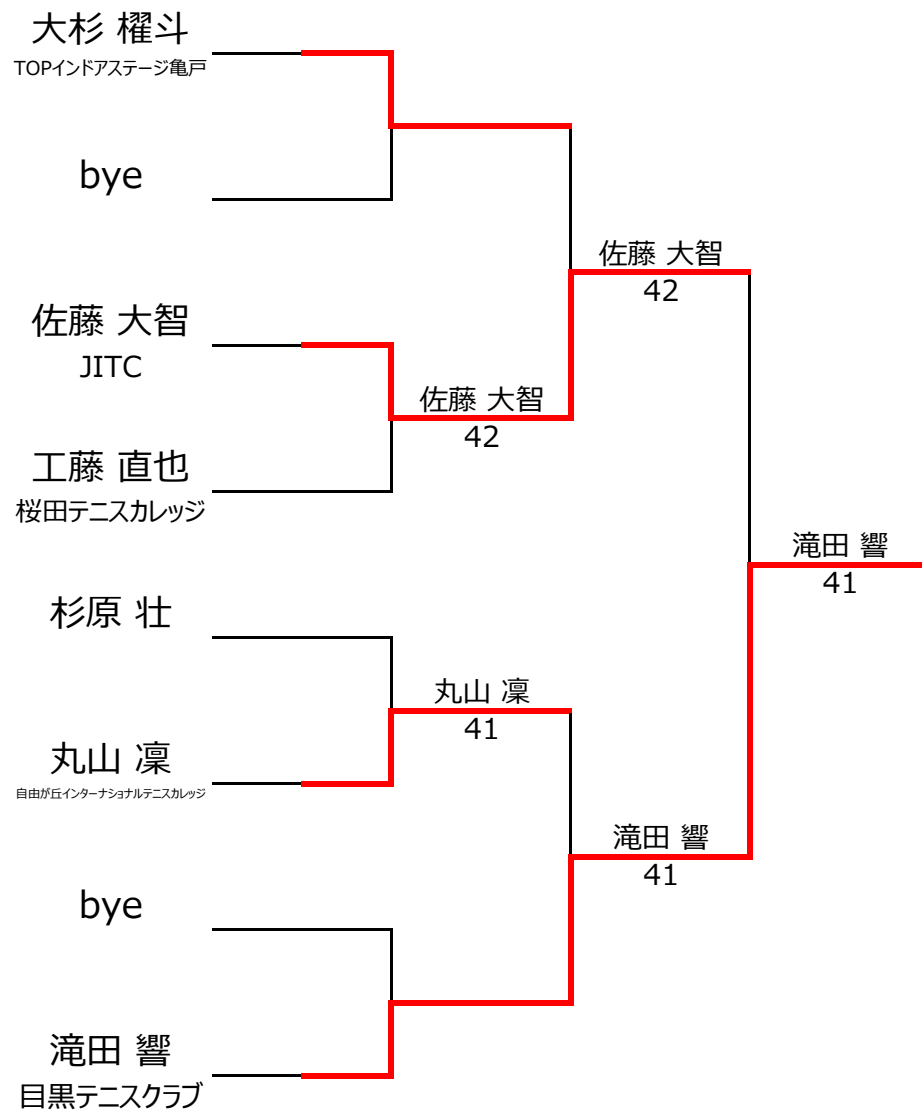 大杉 櫂斗
TOPインドアステージ亀戸
bye
佐藤 大智
42
佐藤 大智
JITC
佐藤 大智
42
工藤 直也
桜田テニスカレッジ
滝田 響
41
杉原 壮
丸山 凜
41
丸山 凜
自由が丘インターナショナルテニスカレッジ
滝田 響
41
bye
滝田 響
目黒テニスクラブ